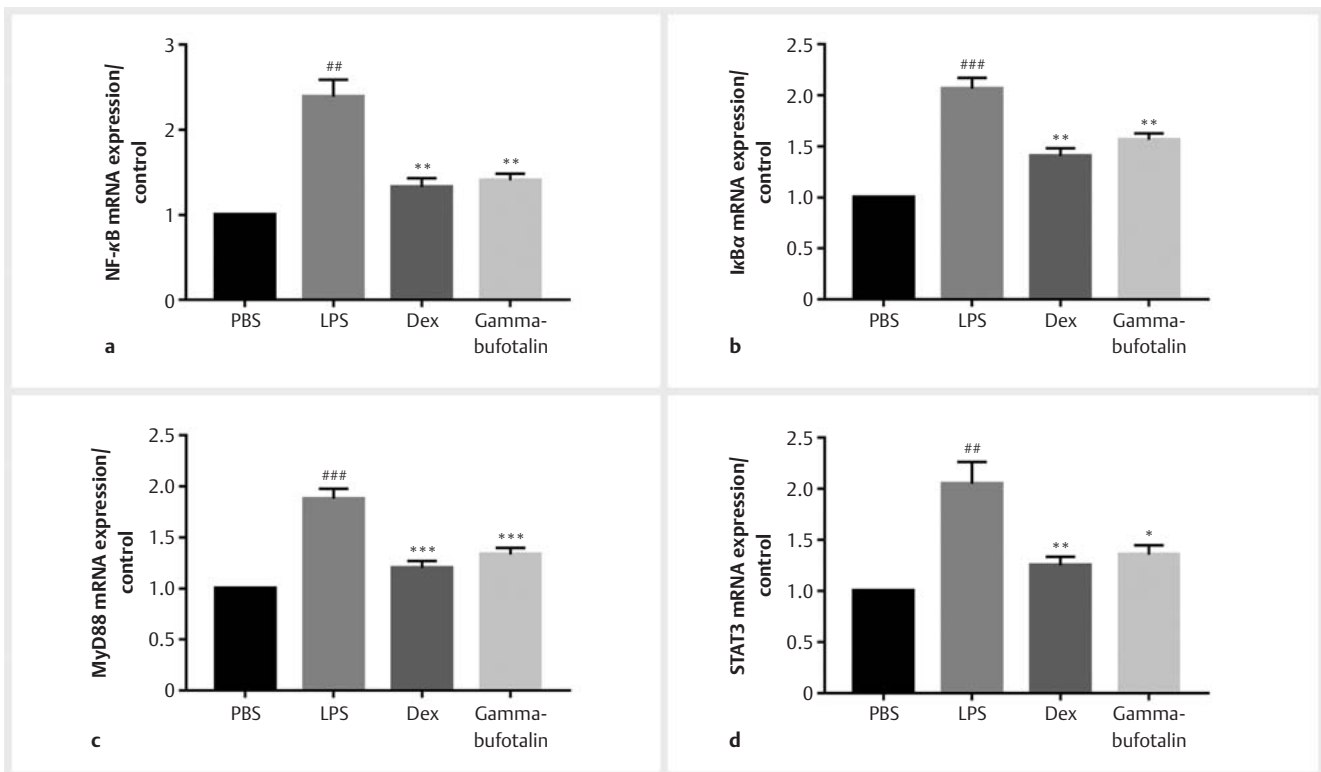 NF-κB mRNA expression/
control
3
2
1
0
##
**
**
PBS LPS Dex Gamma-
bufotalin
a
IκBα mRNA expression/
control
2.5
2.0
1.5
1.0
0.5
0
###
**
**
PBS LPS Dex Gamma-
bufotalin
b
MyD88 mRNA expression/
control
2.5
2.0
1.5
1.0
0.5
0
###
***
***
PBS LPS Dex Gamma-
bufotalin
c
STAT3 mRNA expression/
control
2.5
2.0
1.5
1.0
0.5
0
##
**
*
PBS LPS Dex Gamma-
bufotalin
d